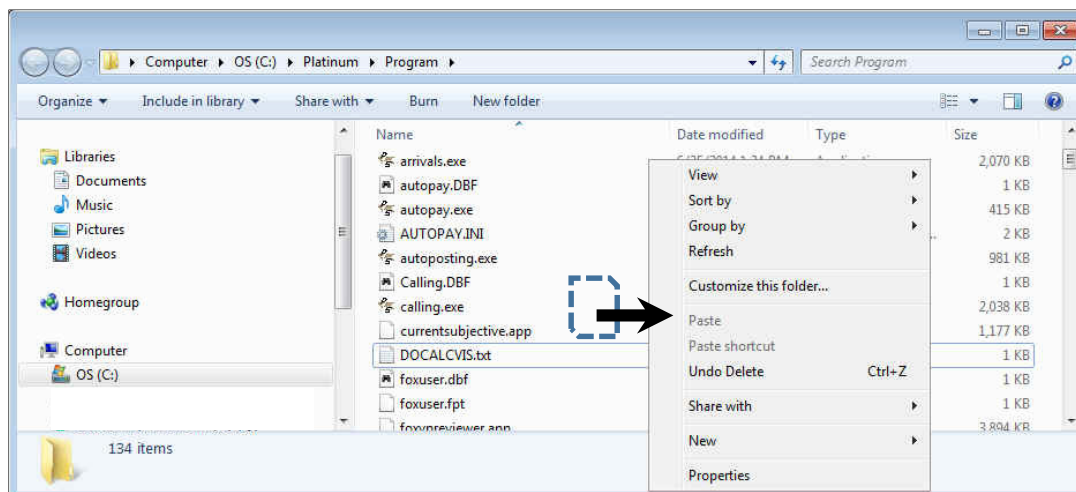 Computer OS (C:) Platinum Program
Search Program
Organize Include in library Share with Burn New folder
Libraries
Documents
Music
Pictures
Videos
Homegroup
Computer
OS (C:)
Name Date modified Type Size
arrivals.exe 2,070 KB
autopay.DBF 1 KB
autopay.exe 415 KB
AUTOPAY.INI 2 KB
autoposting.exe 981 KB
Calling.DBF 1 KB
calling.exe 2,038 KB
currentsubjective.app 1,177 KB
DOCALCVIS.txt 1 KB
foxuser.dbf 1 KB
foxuser.fpt 1 KB
foxypreviewer.app 3,894 KB
View
Sort by
Group by
Refresh
Customize this folder...
Paste
Paste shortcut
Undo Delete Ctrl+Z
Share with
New
Properties
134 items